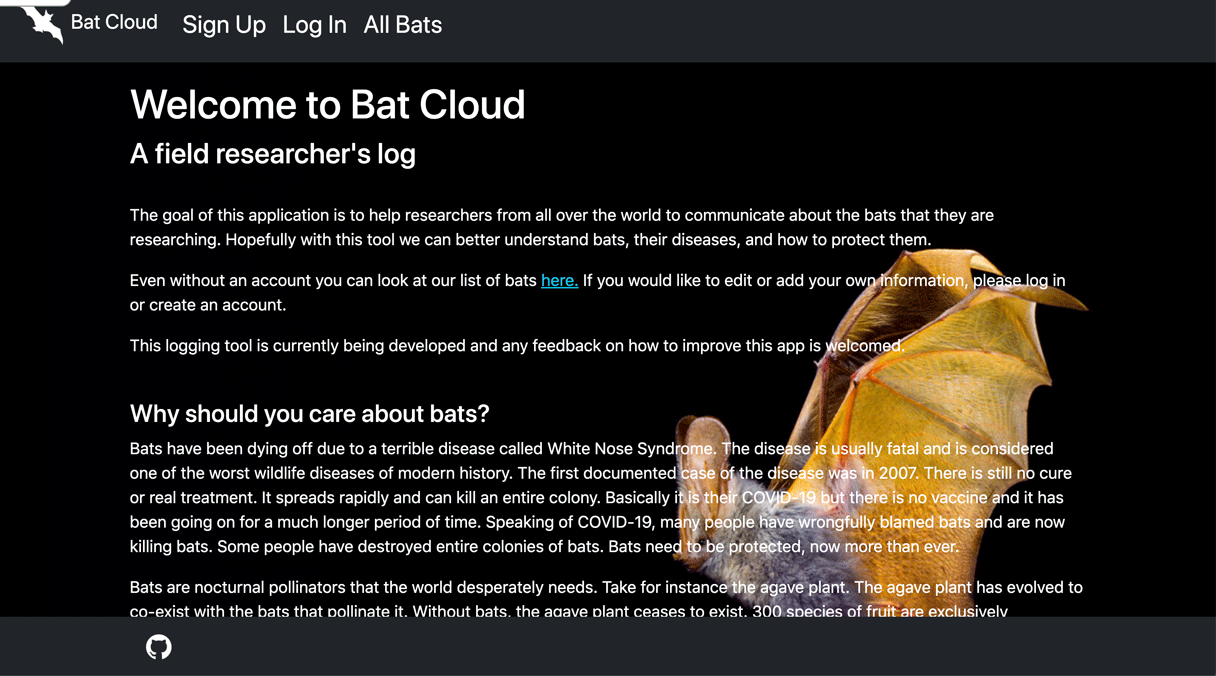 Bat Cloud Sign Up Log In All Bats
Welcome to Bat Cloud
A field researcher's log
The goal of this application is to help researchers from all over the world to communicate about the bats that they are
researching. Hopefully with this tool we can better understand bats, their diseases, and how to protect them.
Even without an account you can look at our list of bats here. If you would like to edit or add your own information, please log in
or create an account.
This logging tool is currently being developed and any feedback on how to improve this app is welcomed.
Why should you care about bats?
Bats have been dying off due to a terrible disease called White Nose Syndrome. The disease is usually fatal and is considered
one of the worst wildlife diseases of modern history. The first documented case of the disease was in 2007. There is still no cure
or real treatment. It spreads rapidly and can kill an entire colony. Basically it is their COVID-19 but there is no vaccine and it has
been going on for a much longer period of time. Speaking of COVID-19, many people have wrongfully blamed bats and are now
killing bats. Some people have destroyed entire colonies of bats. Bats need to be protected, now more than ever.
Bats are nocturnal pollinators that the world desperately needs. Take for instance the agave plant. The agave plant has evolved to
co-exist with the bats that pollinate it. Without bats, the agave plant ceases to exist. 300 species of fruit are exclusively